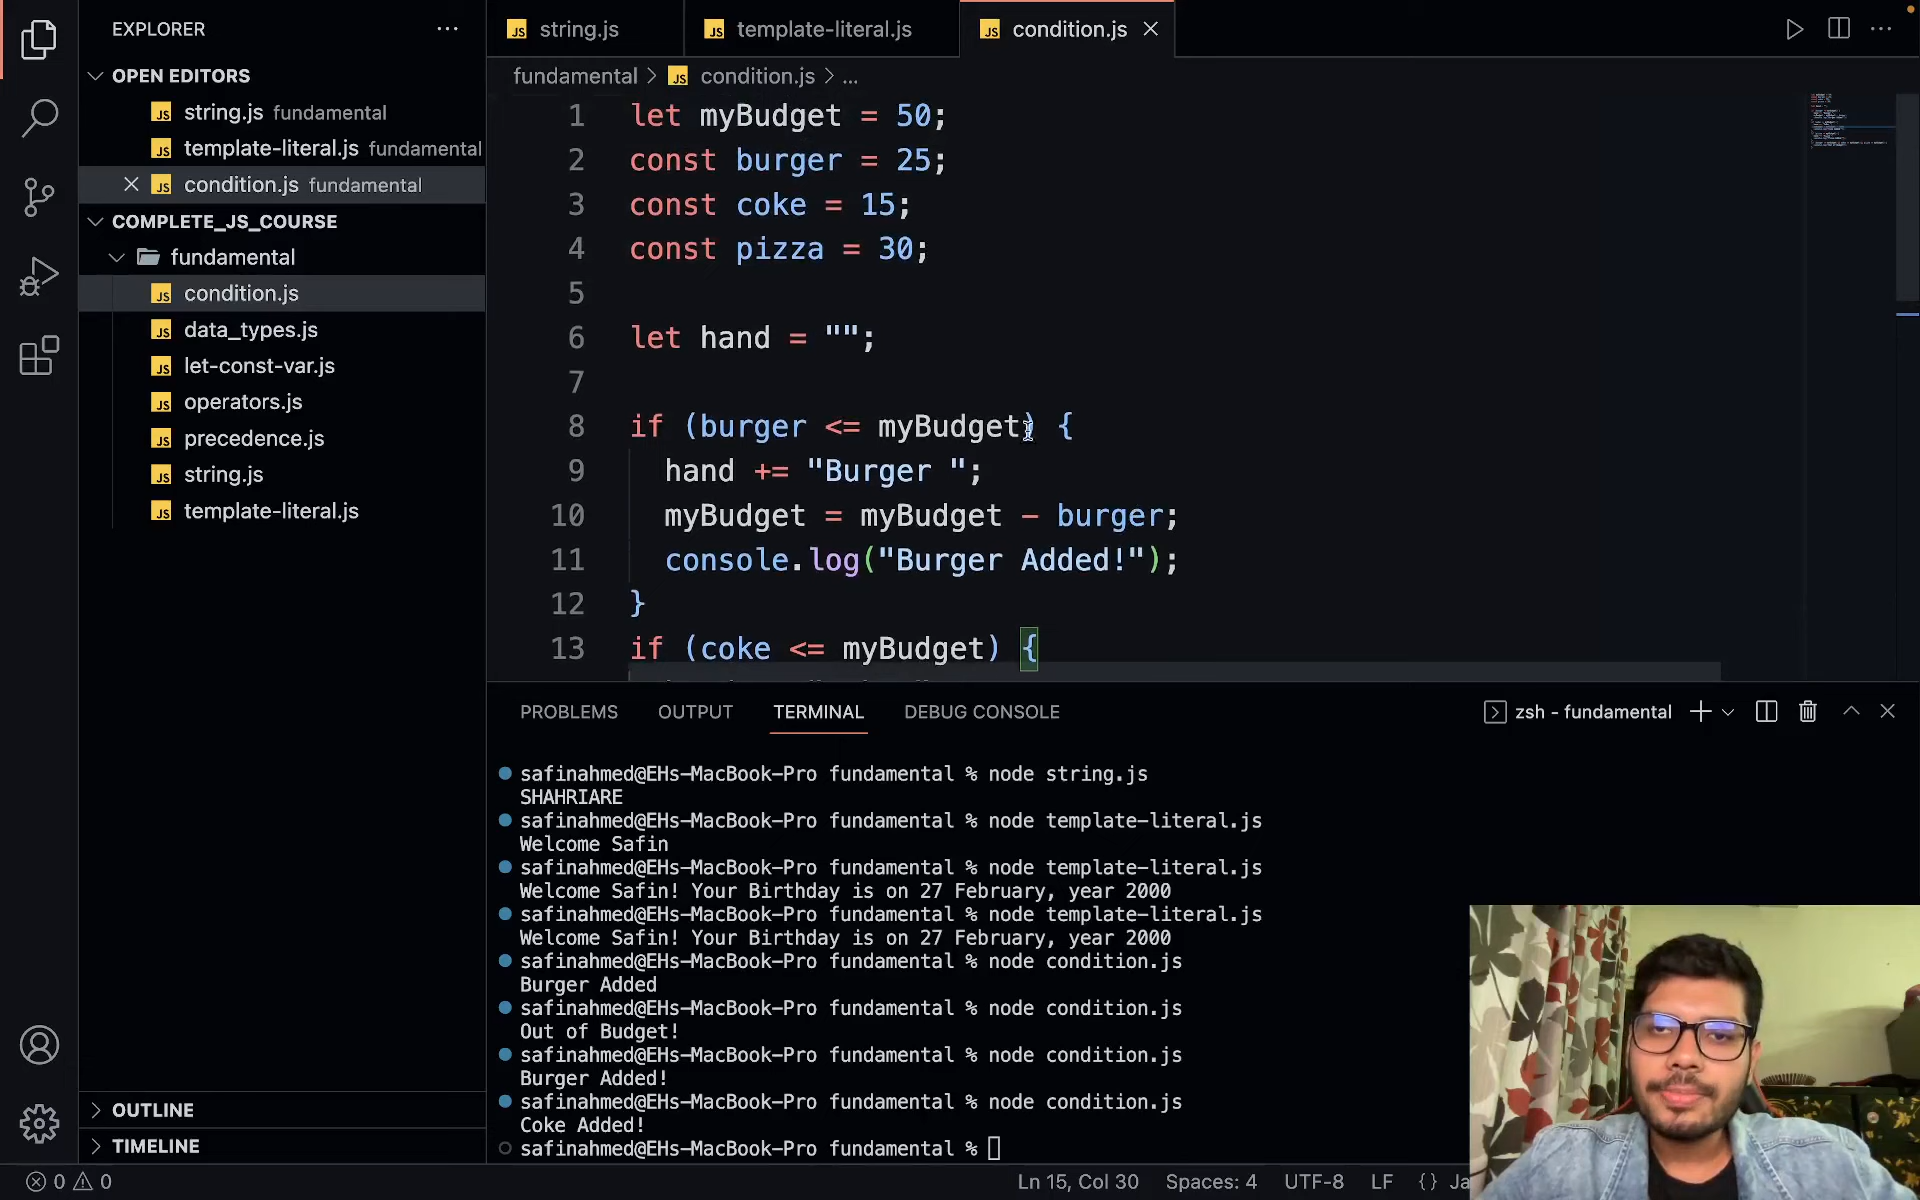 EXPLORER
OPEN EDITORS
string.js fundamental
template-literal.js fundamental
condition.js fundamental
COMPLETE_JS_COURSE
fundamental
condition.js
data_types.js
let-const-var.js
operators.js
precedence.js
string.js
template-literal.js
OUTLINE
TIMELINE
string.js
template-literal.js
condition.js
fundamental > condition.js > ...
1 let myBudget = 50;
2 const burger = 25;
3 const coke = 15;
4 const pizza = 30;
5
6 let hand = "";
7
8 if (burger <= myBudget) {
9 hand += "Burger ";
10 myBudget = myBudget - burger;
11 console.log("Burger Added!");
12 }
13 if (coke <= myBudget) {
PROBLEMS OUTPUT TERMINAL DEBUG CONSOLE
zsh - fundamental
safinahmed@EHs-MacBook-Pro fundamental % node string.js
SHAHRIARE
safinahmed@EHs-MacBook-Pro fundamental % node template-literal.js
Welcome Safin
safinahmed@EHs-MacBook-Pro fundamental % node template-literal.js
Welcome Safin! Your Birthday is on 27 February, year 2000
safinahmed@EHs-MacBook-Pro fundamental % node template-literal.js
Welcome Safin! Your Birthday is on 27 February, year 2000
safinahmed@EHs-MacBook-Pro fundamental % node condition.js
Burger Added
safinahmed@EHs-MacBook-Pro fundamental % node condition.js
Out of Budget!
safinahmed@EHs-MacBook-Pro fundamental % node condition.js
Burger Added!
safinahmed@EHs-MacBook-Pro fundamental % node condition.js
Coke Added!
safinahmed@EHs-MacBook-Pro fundamental %
0 0
Ln 15, Col 30 Spaces: 4 UTF-8 LF {} Ja